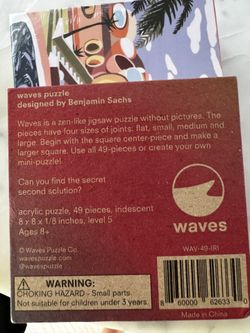 waves puzzle
designed by Benjamin Sachs
Waves is a zen-like jigsaw puzzle without pictures. The
pieces have four sizes of joints: flat, small, medium and
large. Begin with the square center-piece and make a
larger square. Use all 49-pieces or create your own
mini-puzzle!
Can you find the secret
second solution?
acrylic puzzle, 49 pieces, iridescent
8 x 8 x 1/8 inches, level 5
Ages 8+
waves
© Waves Puzzle Co.
wavespuzzle.com
@wavespuzzle
WAV-49-IRI
WARNING:
CHOKING HAZARD - Small parts.
Not suitable for children under 3 years.
8 60000 62633 0
Made in China